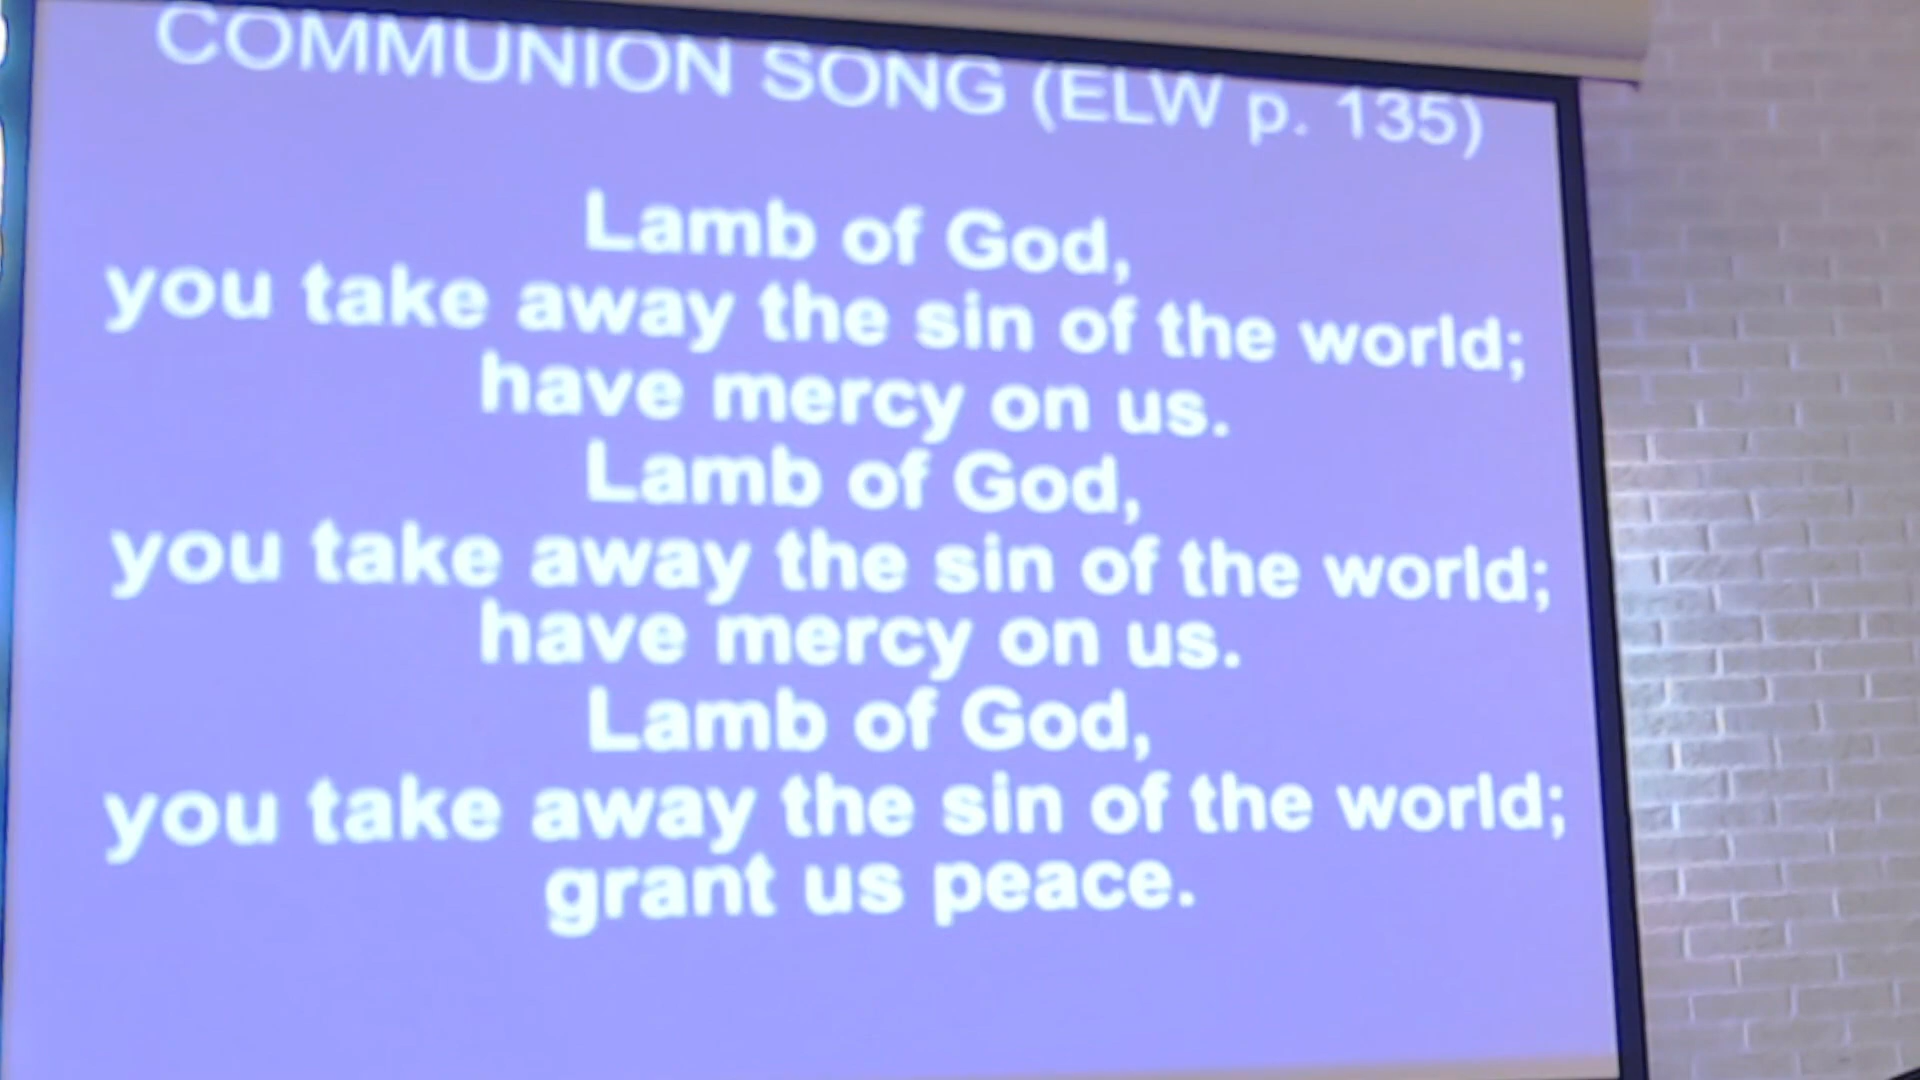 COMMUNION SONG (ELW p. 135)
Lamb of God,
you take away the sin of the world;
have mercy on us.
Lamb of God,
you take away the sin of the world;
have mercy on us.
Lamb of God,
you take away the sin of the world;
grant us peace.